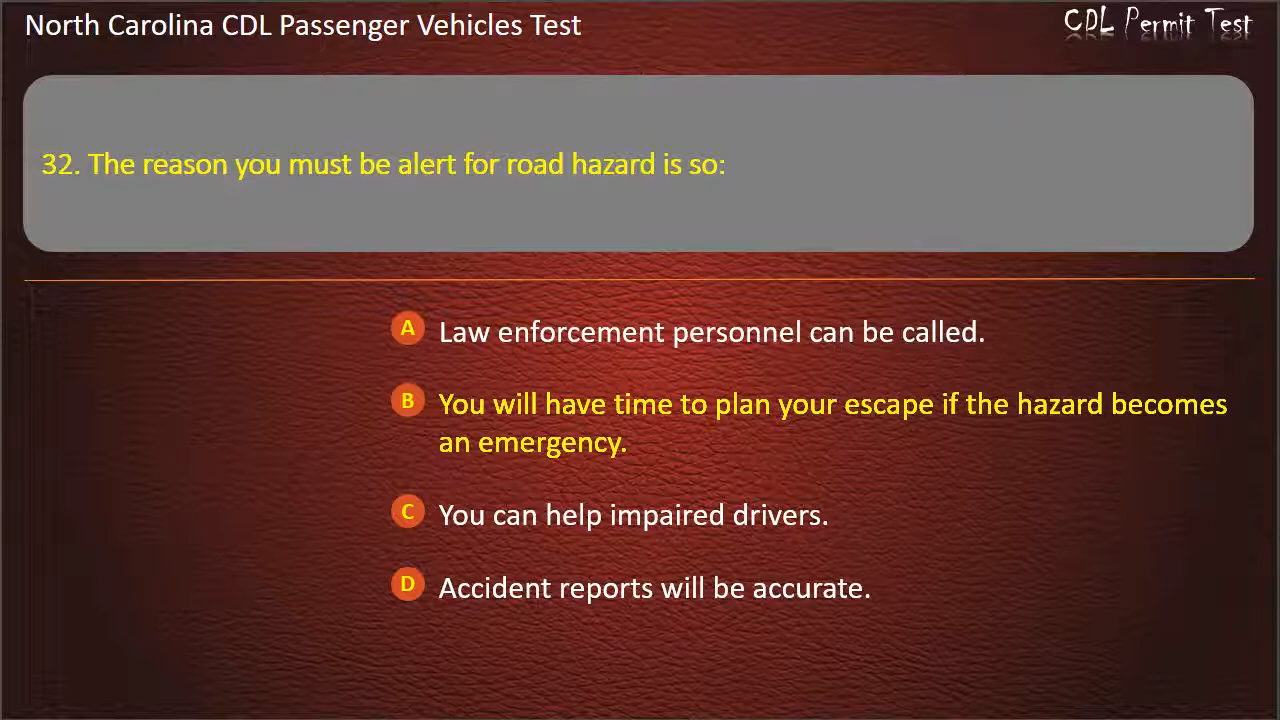 North Carolina CDL Passenger Vehicles Test
CDL Permit Test
32. The reason you must be alert for road hazard is so:
A Law enforcement personnel can be called.
B You will have time to plan your escape if the hazard becomes
an emergency.
C You can help impaired drivers.
D Accident reports will be accurate.